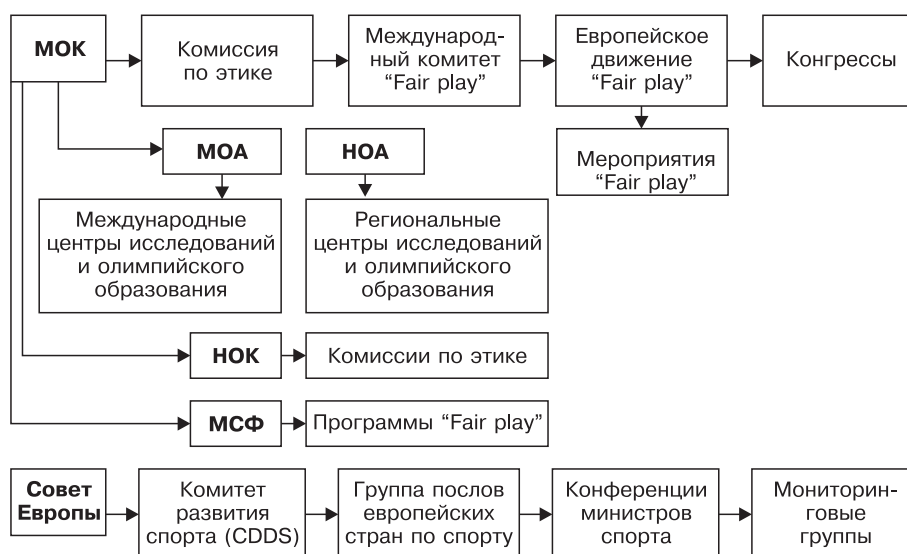 МОК
Комиссия
по этике
Международ-
ный комитет
“Fair play”
Европейское
движение
“Fair play”
Конгрессы
МОА
НОА
Мероприятия
“Fair play”
Международные
центры исследований
и олимпийского
образования
Региональные
центры исследований
и олимпийского
образования
НОК
Комиссии по этике
МСФ
Программы “Fair play”
Совет
Европы
Комитет
развития
спорта (CDDS)
Группа послов
европейских
стран по спорту
Конференции
министров
спорта
Мониторин-
говые
группы